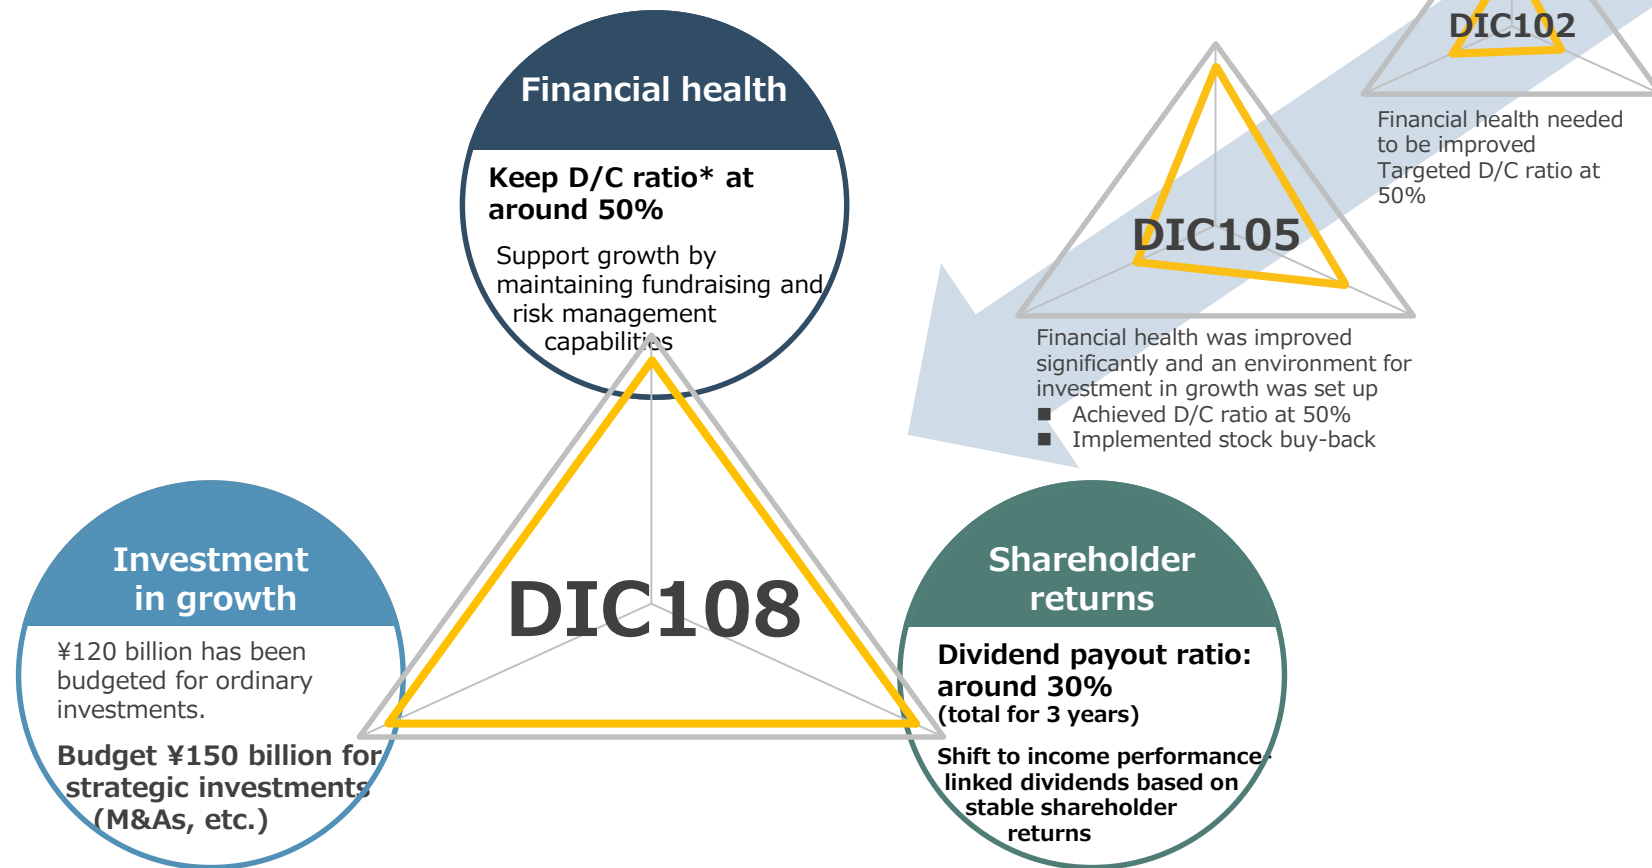 Financial health
Keep D/C ratio* at
around 50%
Support growth by
maintaining fundraising and
risk management
capabilities
DIC102
Financial health needed
to be improved
Targeted D/C ratio at
50%
DIC105
Financial health was improved
significantly and an environment for
investment in growth was set up
■ Achieved D/C ratio at 50%
■ Implemented stock buy-back
DIC108
Investment
in growth
¥120 billion has been
budgeted for ordinary
investments.
Budget ¥150 billion for
strategic investments
(M&As, etc.)
Shareholder
returns
Dividend payout ratio:
around 30%
(total for 3 years)
Shift to income performance-
linked dividends based on
stable shareholder
returns